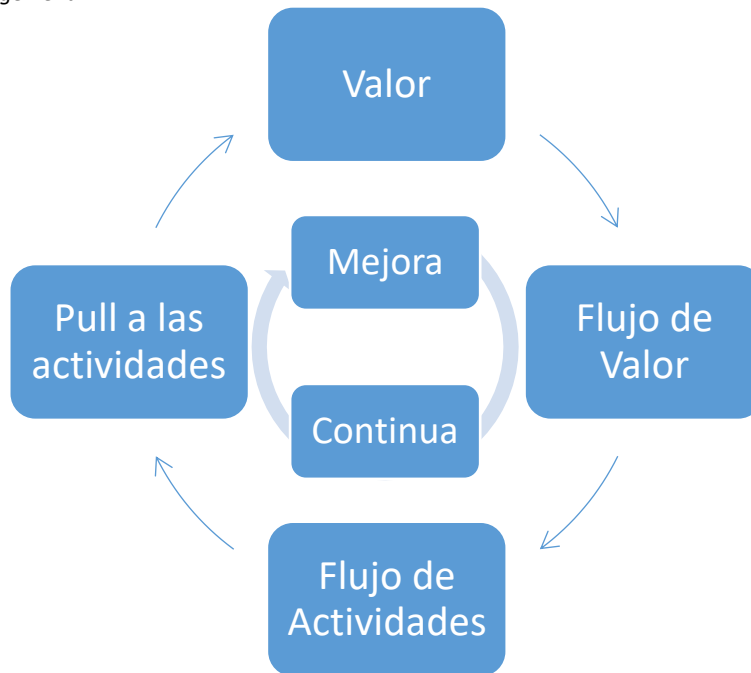 Valor
Mejora
Pull a las
actividades
Flujo de
Valor
Continua
Flujo de
Actividades